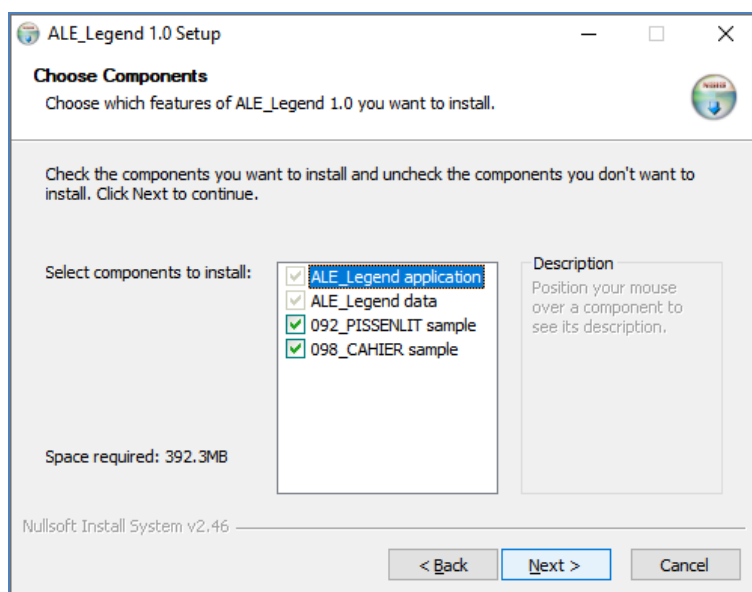 ALE_Legend 1.0 Setup
Choose Components
Choose which features of ALE_Legend 1.0 you want to install.
Check the components you want to install and uncheck the components you don't want to
install. Click Next to continue.
Select components to install:
ALE_Legend application
ALE_Legend data
092_PISSENLIT sample
098_CAHIER sample
Description
Position your mouse
over a component to
see its description.
Space required: 392.3MB
Nullsoft Install System v2.46
< Back
Next >
Cancel